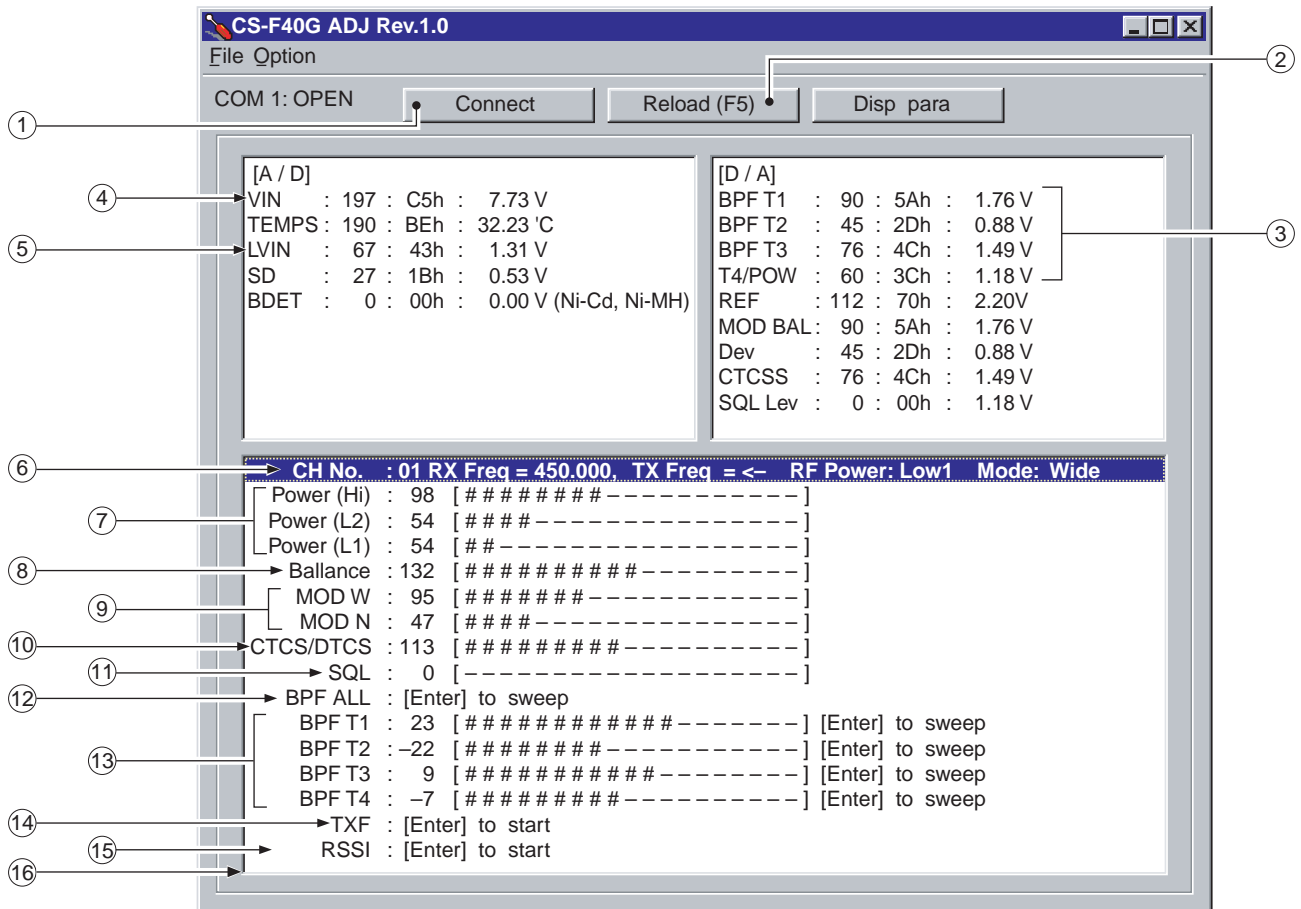 CS-F40G ADJ Rev.1.0
File Option
COM 1: OPEN Connect Reload (F5) Disp para
1
2
[A / D]
4 VIN : 197 : C5h : 7.73 V
TEMPS : 190 : BEh : 32.23 'C
5 LVIN : 67 : 43h : 1.31 V
SD : 27 : 1Bh : 0.53 V
BDET : 0 : 00h : 0.00 V (Ni-Cd, Ni-MH)
[D / A]
BPF T1 : 90 : 5Ah : 1.76 V
BPF T2 : 45 : 2Dh : 0.88 V
BPF T3 : 76 : 4Ch : 1.49 V
T4/POW : 60 : 3Ch : 1.18 V
3
REF : 112 : 70h : 2.20V
MOD BAL : 90 : 5Ah : 1.76 V
Dev : 45 : 2Dh : 0.88 V
CTCSS : 76 : 4Ch : 1.49 V
SQL Lev : 0 : 00h : 1.18 V
6 CH No. : 01 RX Freq = 450.000, TX Freq = <– RF Power: Low1 Mode: Wide
Power (Hi) : 98 [ # # # # # # # # – – – – – – – – – – – ]
7 Power (L2) : 54 [ # # # # – – – – – – – – – – – – – – – ]
Power (L1) : 54 [ # # – – – – – – – – – – – – – – – – – ]
8 Ballance : 132 [ # # # # # # # # # # – – – – – – – – – ]
9 MOD W : 95 [ # # # # # # # – – – – – – – – – – – – ]
MOD N : 47 [ # # # # – – – – – – – – – – – – – – – ]
10 CTCS/DTCS : 113 [ # # # # # # # # # – – – – – – – – – – ]
11 SQL : 0 [ – – – – – – – – – – – – – – – – – – – ]
12 BPF ALL : [Enter] to sweep
BPF T1 : 23 [ # # # # # # # # # # # # – – – – – – – ] [Enter] to sweep
BPF T2 : –22 [ # # # # # # # # – – – – – – – – – – – ] [Enter] to sweep
13 BPF T3 : 9 [ # # # # # # # # # # # – – – – – – – – ] [Enter] to sweep
BPF T4 : –7 [ # # # # # # # # # – – – – – – – – – – ] [Enter] to sweep
14 TXF : [Enter] to start
15 RSSI : [Enter] to start
16